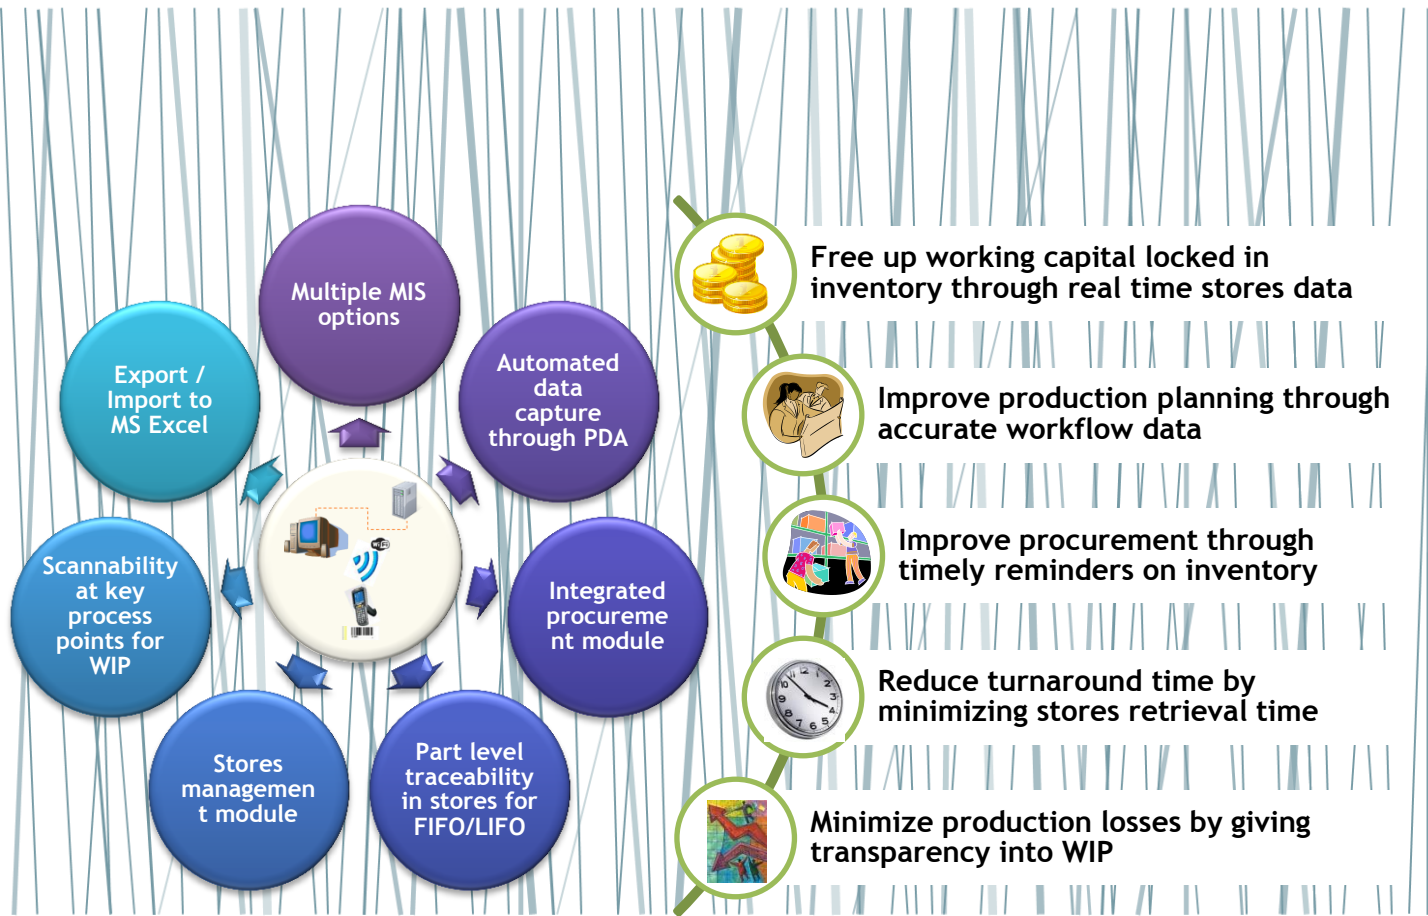 Multiple MIS
options
Automated
data
capture
through PDA
Integrated
procureme
nt module
Part level
traceability
in stores for
FIFO/LIFO
Stores
managemen
t module
Scannability
at key
process
points for
WIP
Export /
Import to
MS Excel
Wi Fi
Free up working capital locked in
inventory through real time stores data
Improve production planning through
accurate workflow data
Improve procurement through
timely reminders on inventory
Reduce turnaround time by
minimizing stores retrieval time
Minimize production losses by giving
transparency into WIP